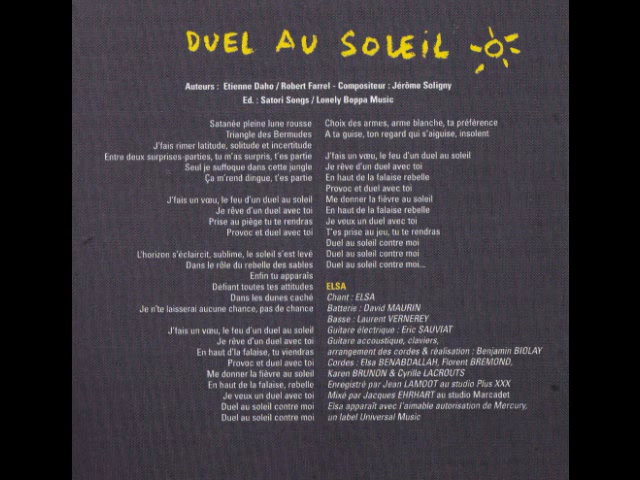 DUEL AU SOLEIL
Auteurs : Etienne Daho / Robert Farrel - Compositeur : Jérôme Soligny
Ed. : Satori Songs / Lonely Boppa Music
Satanée pleine lune rousse
Triangle des Bermudes
J'fais rimer latitude, solitude et incertitude
Entre deux surprises-parties, tu m'as surpris, t'es partie
Seul je suffoque dans cette jungle
Ça m'rend dingue, t'es partie
J'fais un vœu, le feu d'un duel au soleil
Je rêve d'un duel avec toi
Prise au piège tu te rendras
Provoc et duel avec toi
L'horizon s'éclaircit, sublime, le soleil s'est levé
Dans le rôle du rebelle des sables
Enfin tu apparais
Défiant toutes tes attitudes
Dans les dunes caché
Je n'te laisserai aucune chance, pas de chance
J'fais un vœu, le feu d'un duel au soleil
Je rêve d'un duel avec toi
En haut d'la falaise, tu viendras
Provoc et duel avec toi
Me donner la fièvre au soleil
En haut de la falaise, rebelle
Je veux un duel avec toi
Duel au soleil contre moi
Duel au soleil contre moi
Choix des armes, arme blanche, ta préférence
A ta guise, ton regard qui s'aiguise, insolent
J'fais un vœu, le feu d'un duel au soleil
Je rêve d'un duel avec toi
En haut de la falaise rebelle
Provoc et duel avec toi
Me donner la fièvre au soleil
En haut de la falaise rebelle
Je veux un duel avec toi
T'es prise au jeu, tu te rendras
Duel au soleil contre moi
Duel au soleil contre moi
Duel au soleil contre moi...
ELSA
Chant : ELSA
Batterie : David MAURIN
Basse : Laurent VERNEREY
Guitare électrique : Eric SAUVIAT
Guitare accoustique, claviers,
arrangement des cordes & réalisation : Benjamin BIOLAY
Cordes : Elsa BENABDALLAH, Florent BREMOND,
Karen BRUNON & Cyrille LACROUTS
Enregistré par Jean LAMOOT au studio Plus XXX
Mixé par Jacques EHRHART au studio Marcadet
Elsa apparaît avec l'aimable autorisation de Mercury,
un label Universal Music